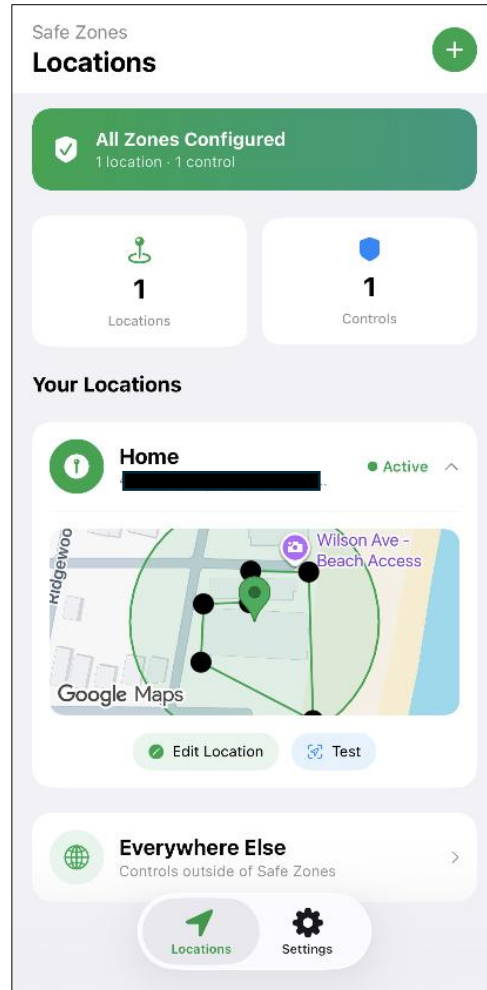 Safe Zones
Locations
All Zones Configured
1 location · 1 control
1
Locations
1
Controls
Your Locations
Home
Active
Ridgewoo
Wilson Ave -
Beach Access
Google Maps
Edit Location
Test
Everywhere Else
Controls outside of Safe Zones
Locations
Settings